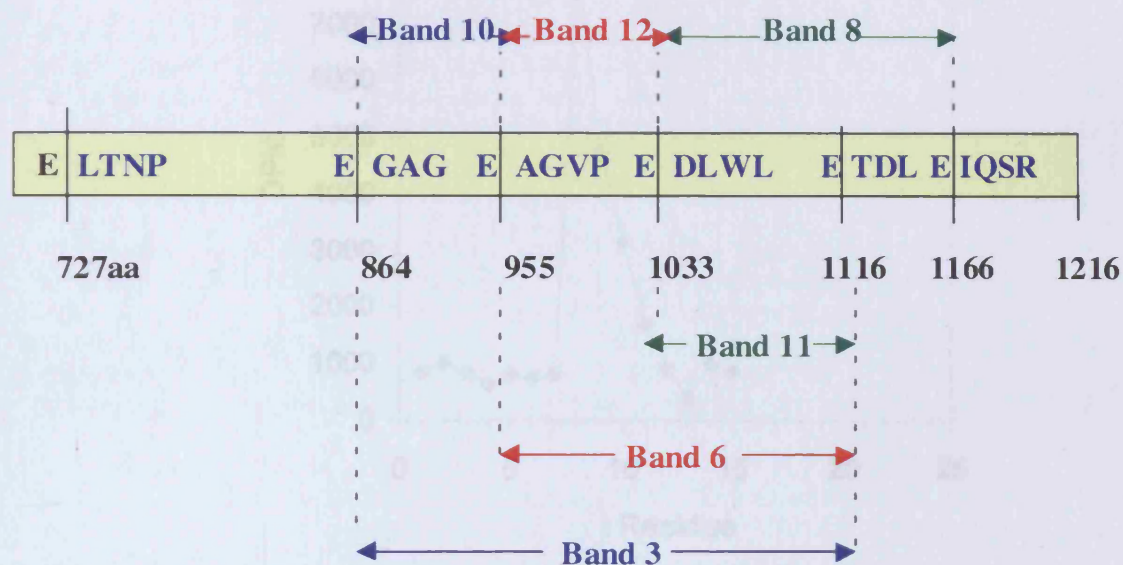 Band 10 Band 12 Band 8
E LTNP E GAG E AGVP E DLWL E TDL E IQSR
727aa 864 955 1033 1116 1166 1216
Band 11
Band 6
Band 3